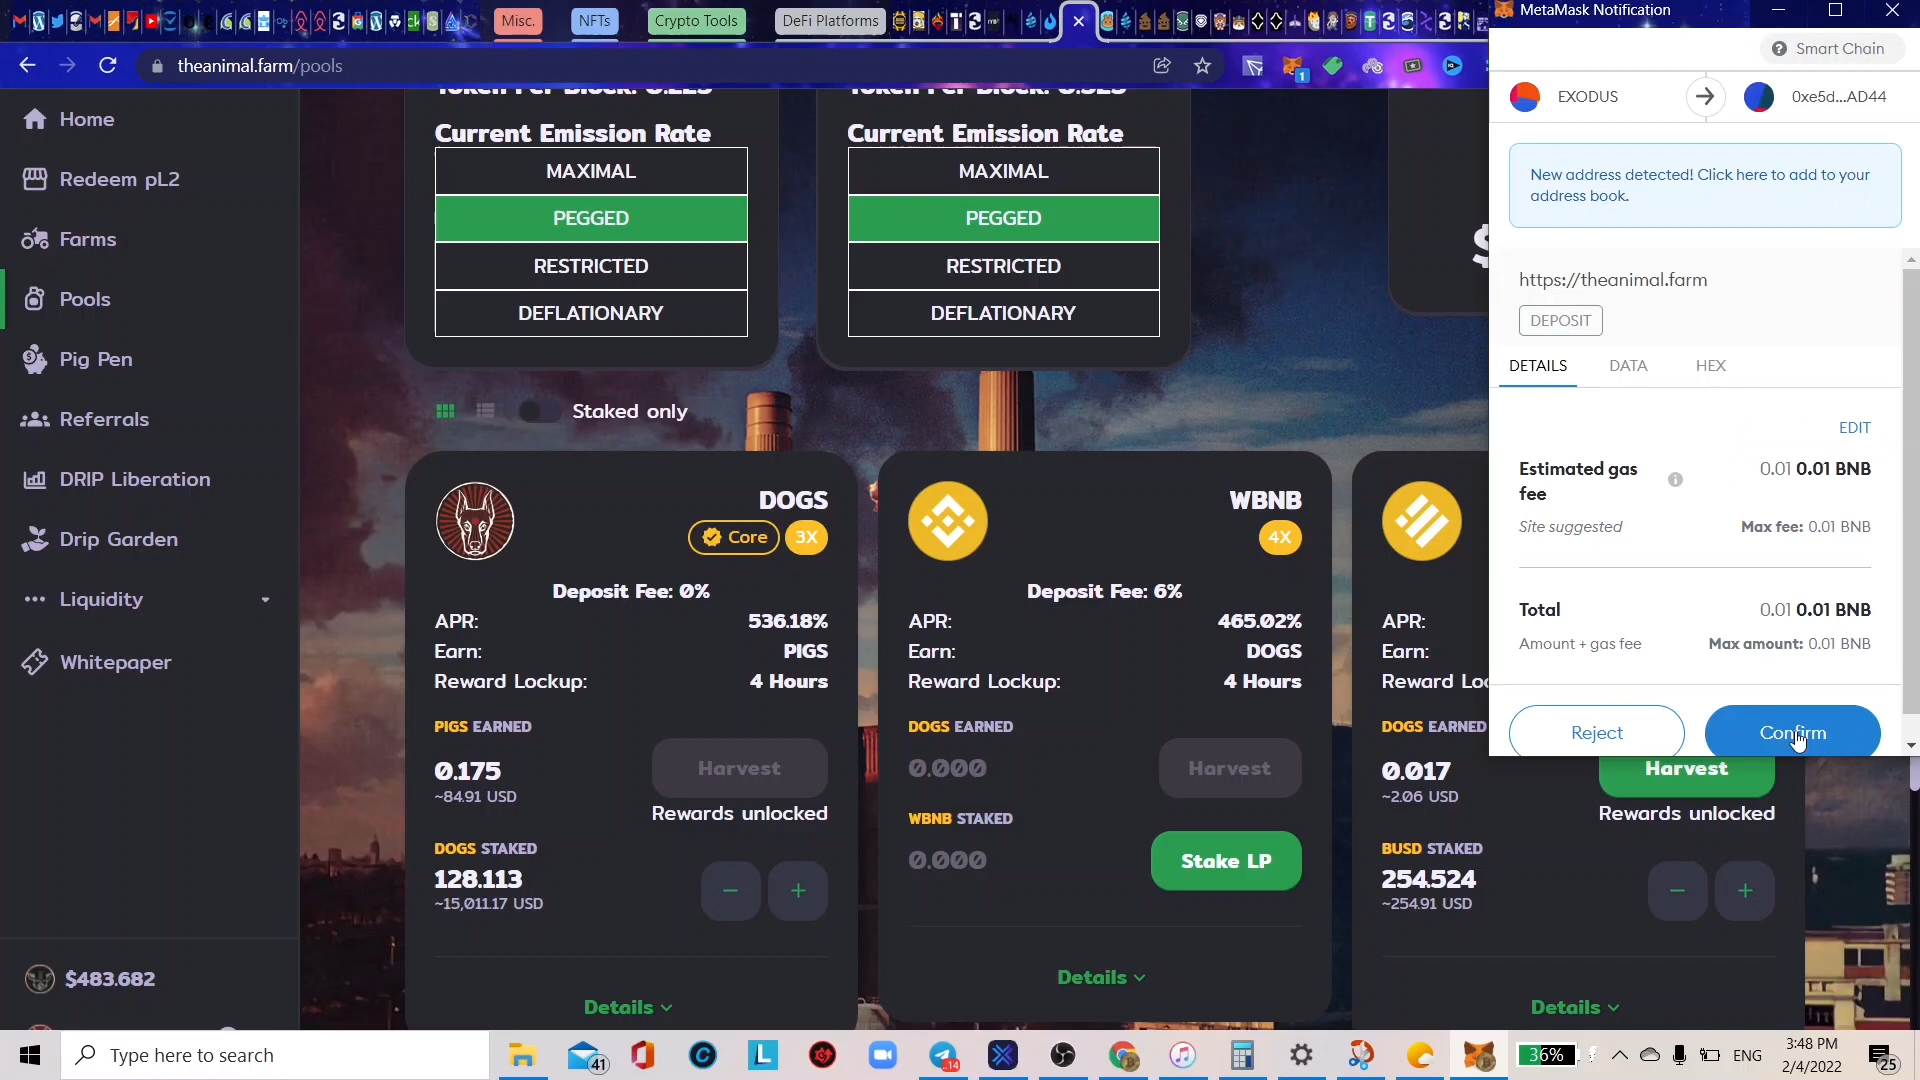 Misc.
NFTs
Crypto Tools
DeFi Platforms
MetaMask Notification
theanimal.farm/pools
1
Smart Chain
EXODUS
0xe5d...AD44
New address detected! Click here to add to your
address book.
https://theanimal.farm
DEPOSIT
DETAILS
DATA
HEX
EDIT
Estimated gas
fee
0.01 0.01 BNB
Site suggested
Max fee: 0.01 BNB
Total
0.01 0.01 BNB
Amount + gas fee
Max amount: 0.01 BNB
Reject
Confirm
Home
Redeem pL2
Farms
Pools
Pig Pen
Referrals
DRIP Liberation
Drip Garden
Liquidity
Whitepaper
$483.682
Current Emission Rate
MAXIMAL
PEGGED
RESTRICTED
DEFLATIONARY
Current Emission Rate
MAXIMAL
PEGGED
RESTRICTED
DEFLATIONARY
$
Staked only
DOGS
Core
3X
Deposit Fee: 0%
APR:
536.18%
Earn:
PIGS
Reward Lockup:
4 Hours
PIGS EARNED
0.175
~84.91 USD
Harvest
Rewards unlocked
DOGS STAKED
128.113
~15,011.17 USD
Details
WBNB
4X
Deposit Fee: 6%
APR:
465.02%
Earn:
DOGS
Reward Lockup:
4 Hours
DOGS EARNED
0.000
Harvest
WBNB STAKED
0.000
Stake LP
Details
APR:
Earn:
Reward Loc
DOGS EARNED
0.017
~2.06 USD
Harvest
Rewards unlocked
BUSD STAKED
254.524
~254.91 USD
Details
Type here to search
41
14
36%
ENG
3:48 PM
2/4/2022
25